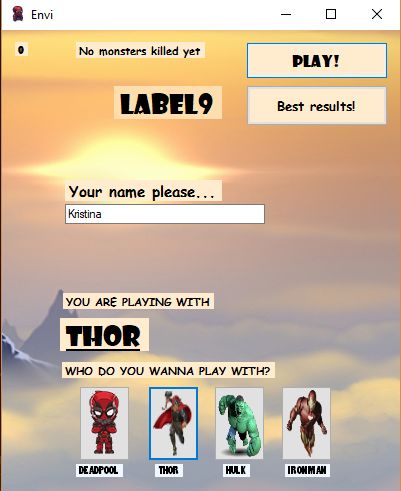 Envi
0
No monsters killed yet
PLAY!
LABEL9
Best results!
Your name please...
Kristina
YOU ARE PLAYING WITH
THOR
WHO DO YOU WANNA PLAY WITH?
DEADPOOL THOR HULK IRONMAN